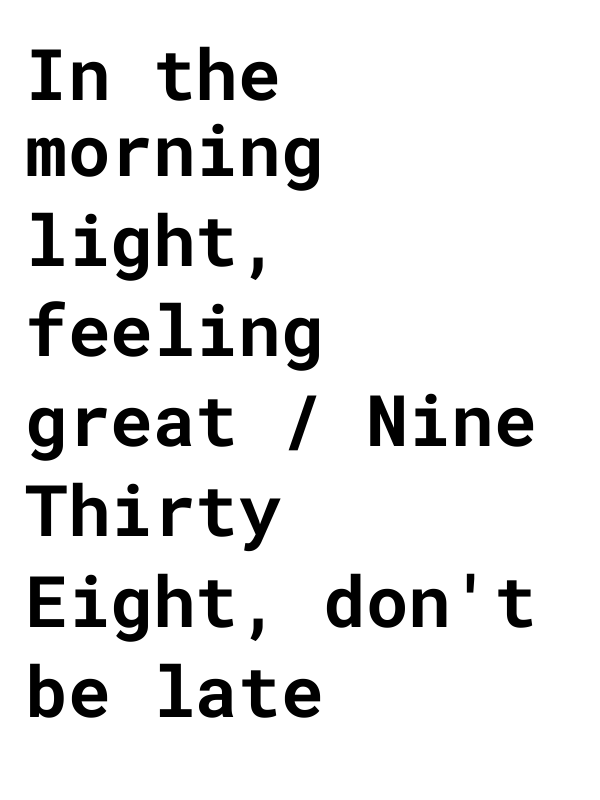 In the
morning
light,
feeling
great / Nine
Thirty
Eight, don't
be late